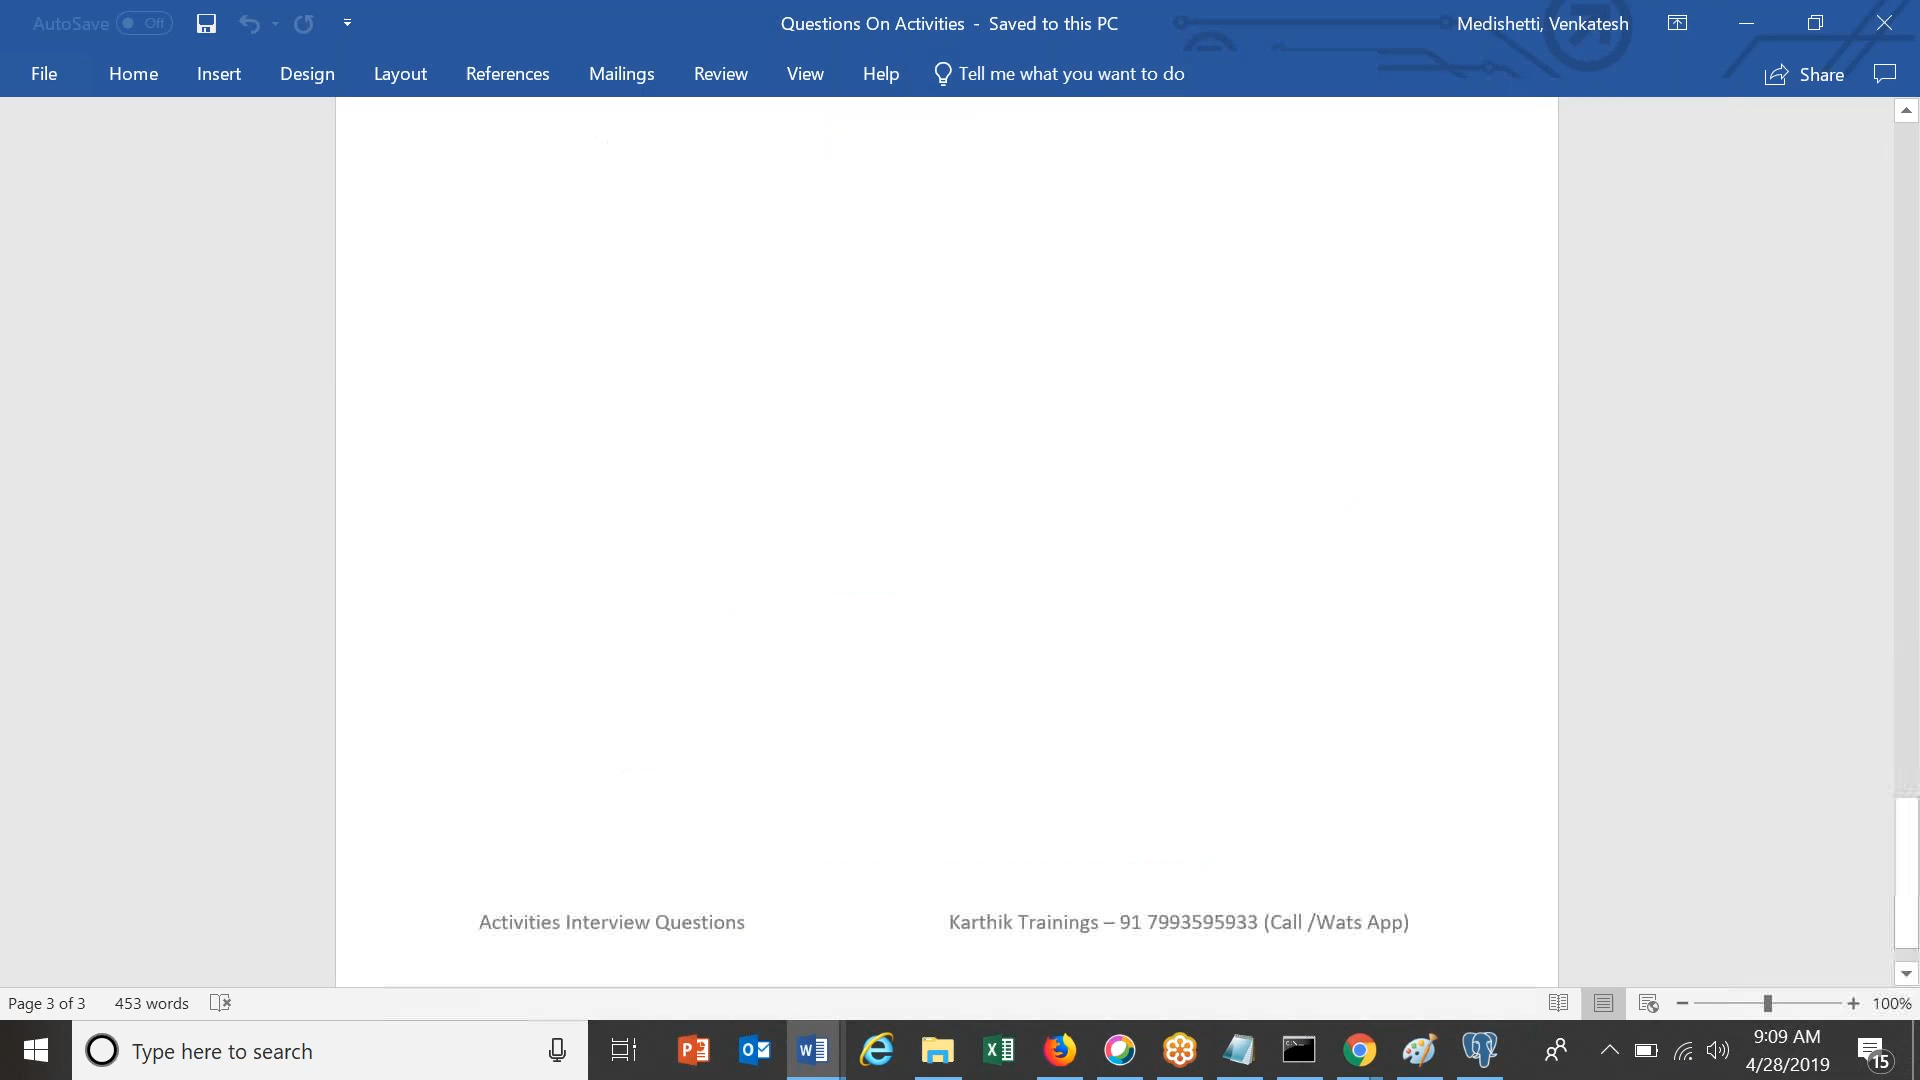 AutoSave Off
Questions On Activities - Saved to this PC
Medishetti, Venkatesh
File Home Insert Design Layout References Mailings Review View Help Tell me what you want to do Share
Activities Interview Questions Karthik Trainings – 91 7993595933 (Call /Wats App)
Page 3 of 3 453 words 100%
Type here to search
9:09 AM
4/28/2019
15